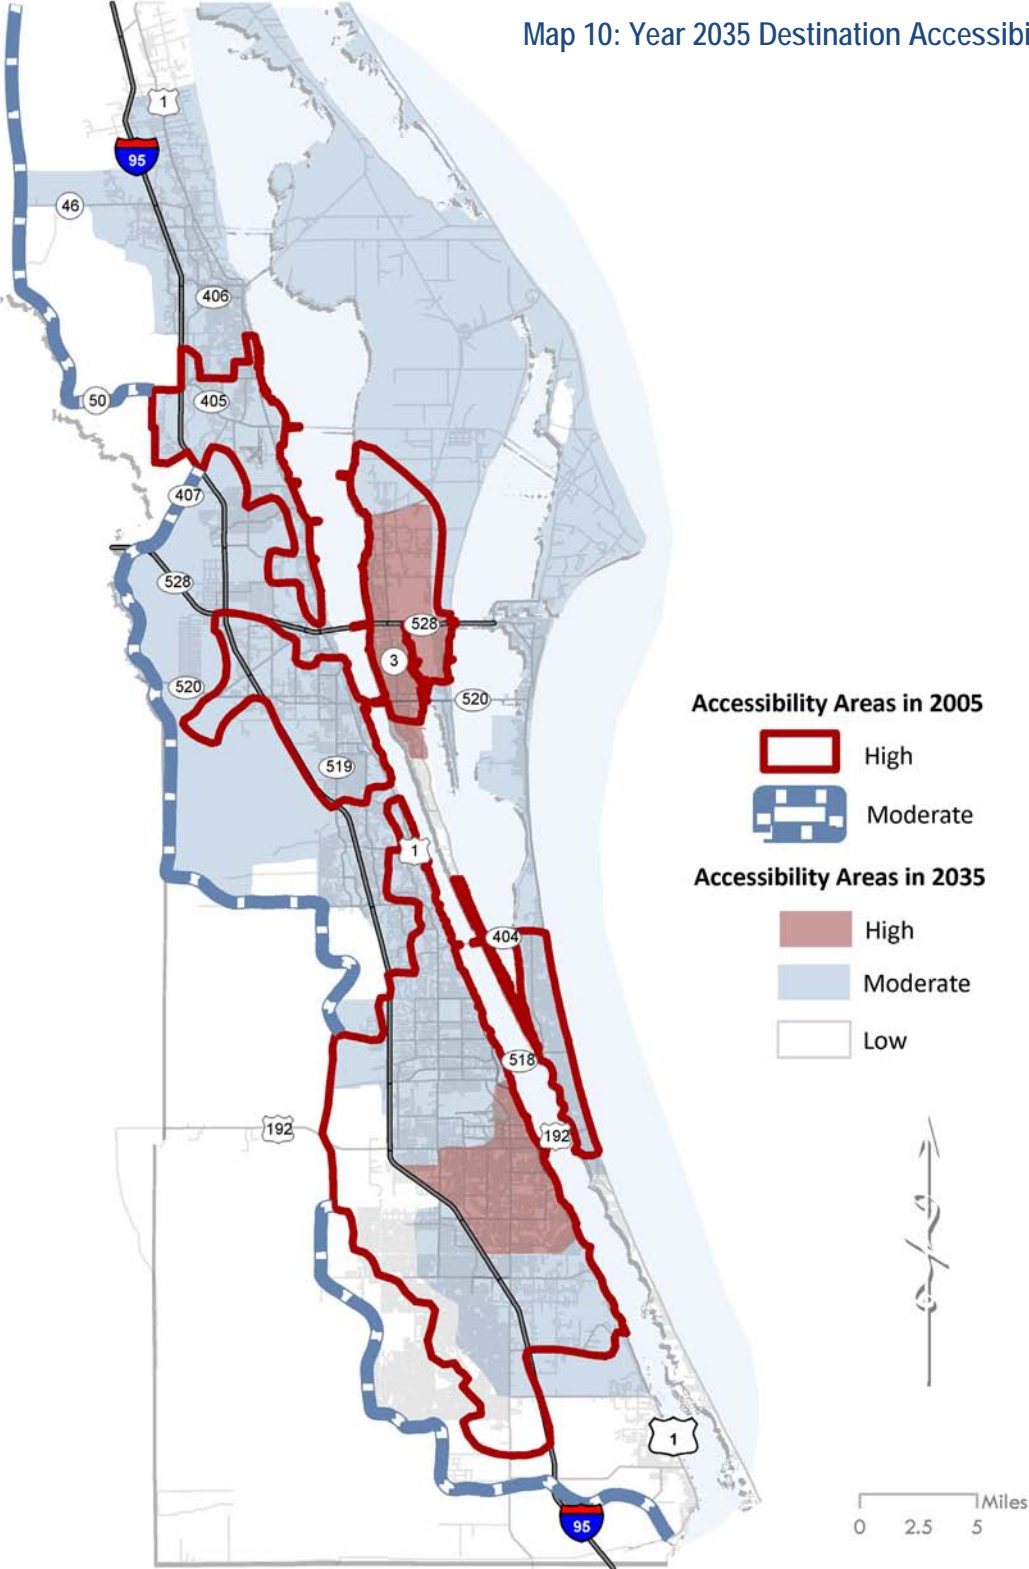 Map 10: Year 2035 Destination Accessibi
1
95
46
406
50
405
407
528
528
3
520
520
519
1
404
518
192
192
1
95
Accessibility Areas in 2005
High
Moderate
Accessibility Areas in 2035
High
Moderate
Low
Miles
0 2.5 5